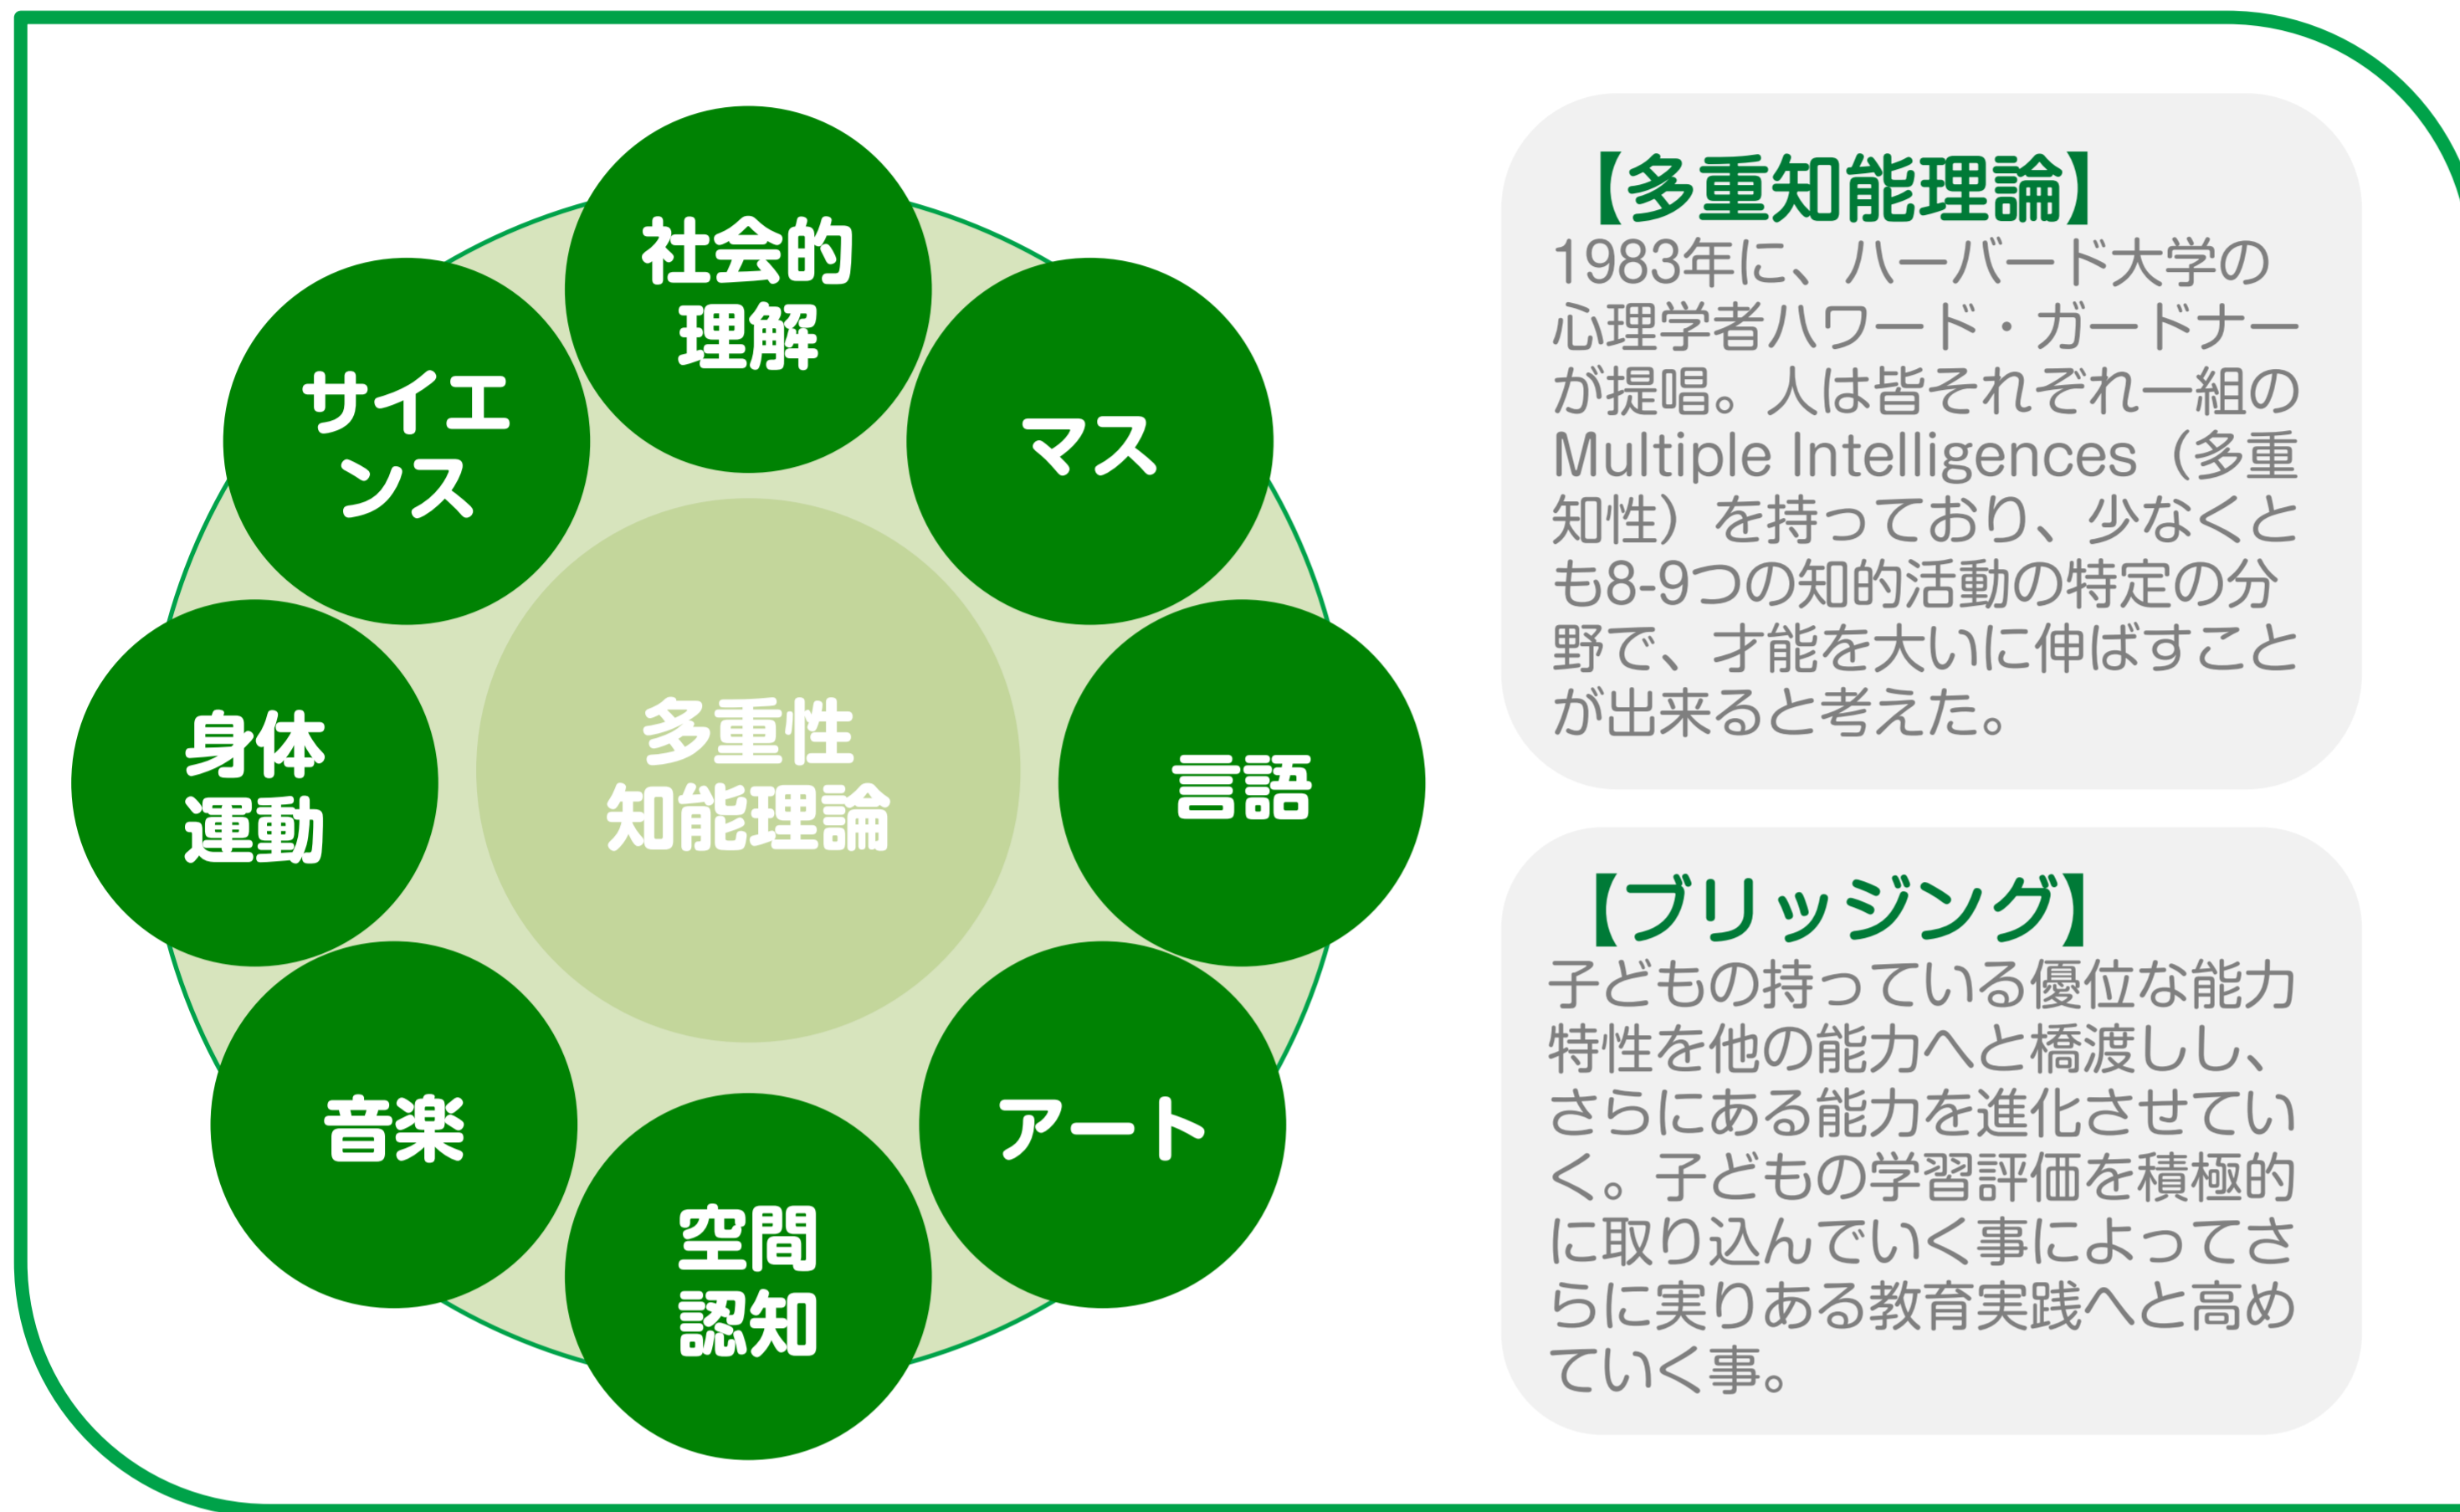 社会的
理解
マス
サイエ
ンス
身体
運動
多重性
知能理論
言語
音楽
アート
空間
認知
【多重知能理論】
1983年に、ハーバード大学の
心理学者ハワード・ガードナー
が提唱。人は皆それぞれ一組の
Multiple Intelligences（多重
知性）を持っており、少なくと
も8-9つの知的活動の特定の分
野で、才能を大いに伸ばすこと
が出来ると考えた。
【ブリッジング】
子どもの持っている優位な能力
特性を他の能力へと橋渡しし、
さらにある能力を進化させてい
く。子どもの学習評価を積極的
に取り込んでいく事によってさ
らに実りある教育実践へと高め
ていく事。